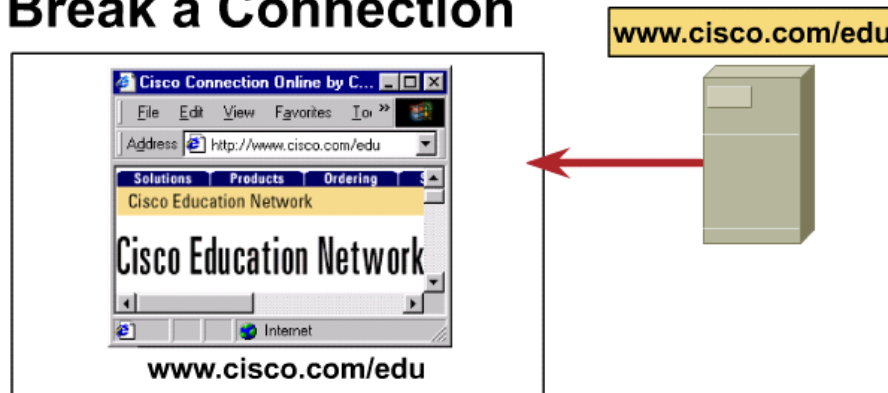 Break a Connection
www.cisco.com/edu
Cisco Connection Online by C...
File Edit View Favorites »
Address http://www.cisco.com/edu
Solutions Products Ordering
Cisco Education Network
Cisco Education Network
Internet
www.cisco.com/edu